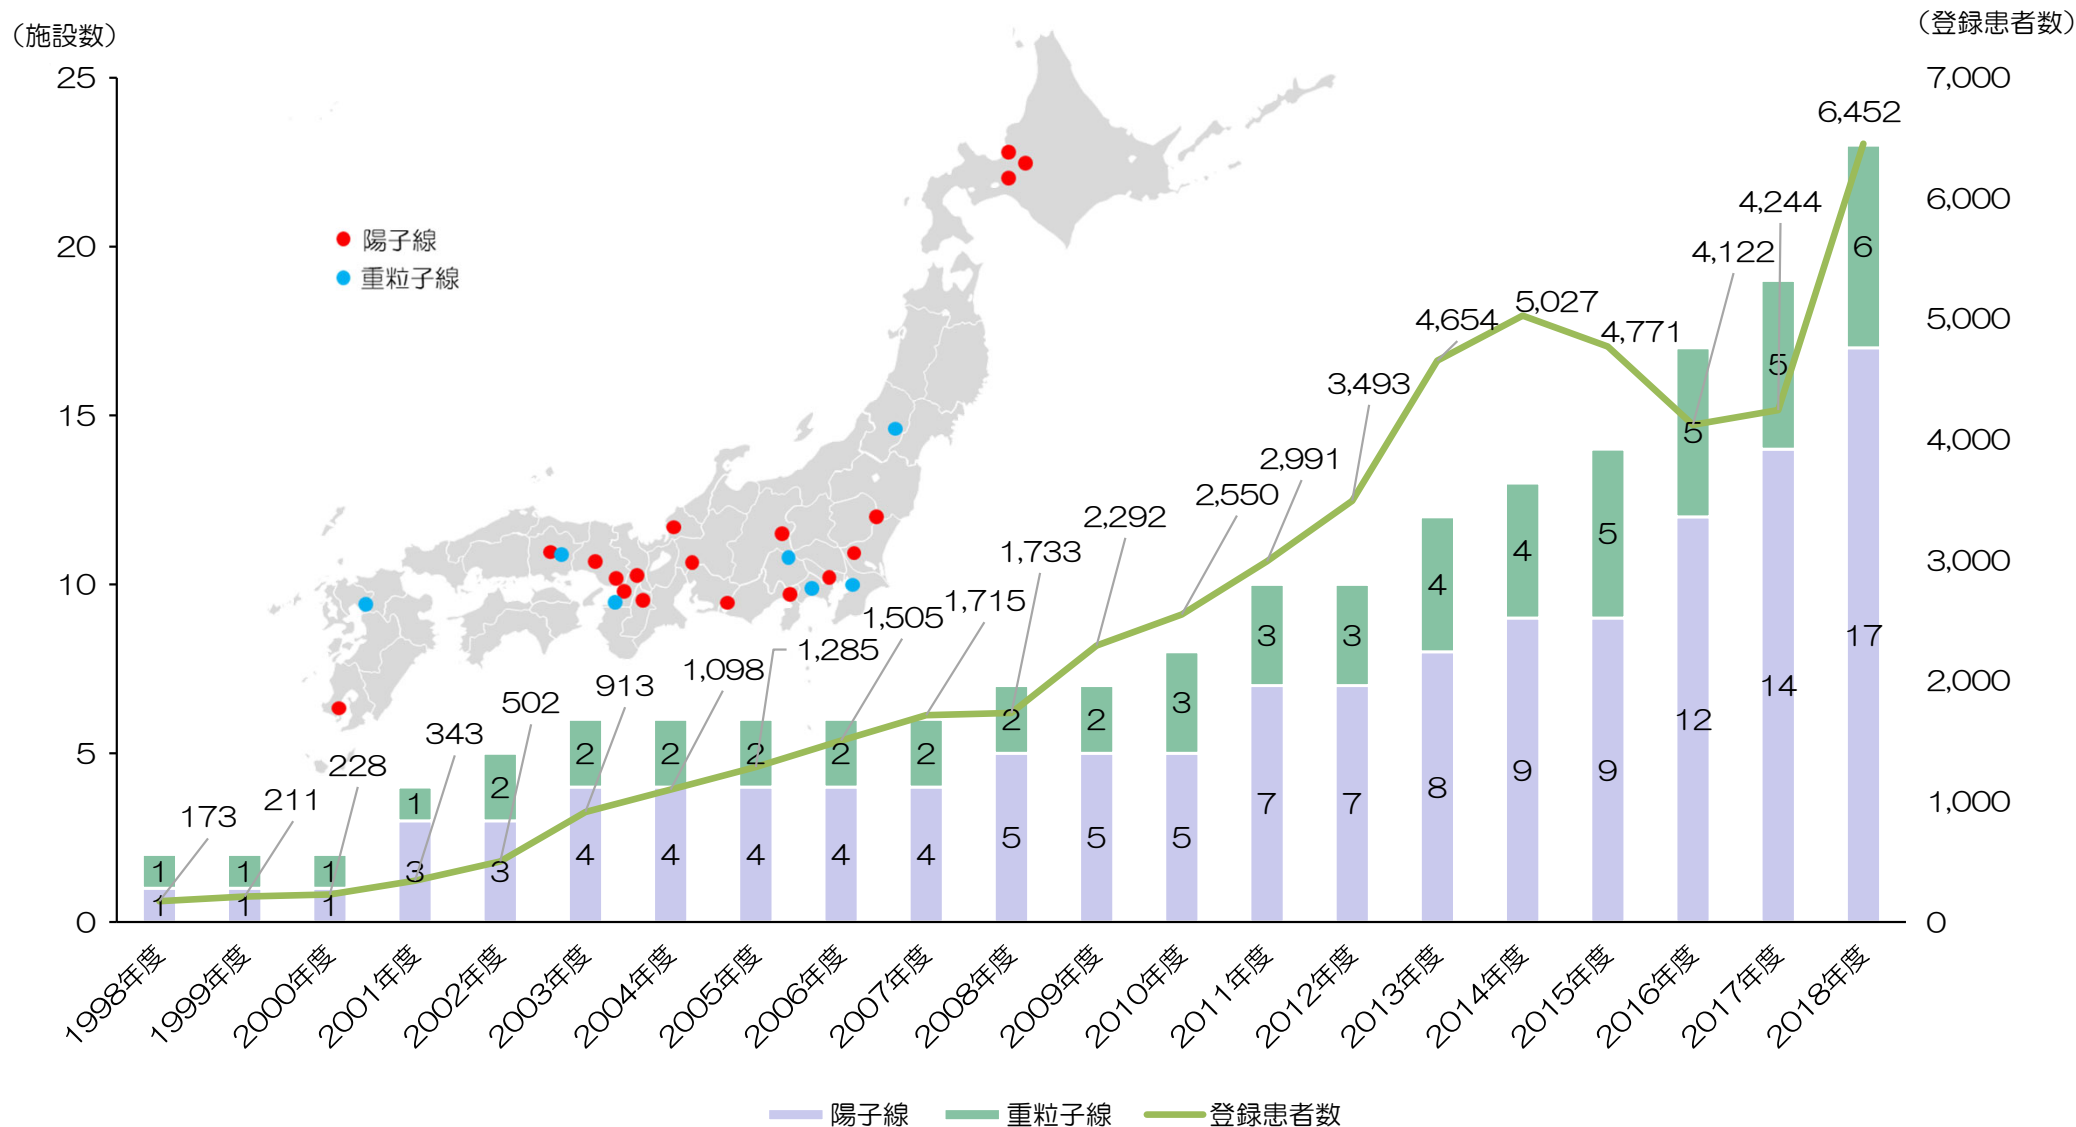 （施設数）
（登録患者数）
25
20
15
10
5
0
7,000
6,000
5,000
4,000
3,000
2,000
1,000
0
陽子線
重粒子線
173
211
228
343
502
913
1,098
1,285
1,505
1,715
1,733
2,292
2,550
2,991
3,493
4,654
5,027
4,771
4,122
4,244
6,452
1 1 1 1 2 2 2 2 2 2 2 2 3 3 3 4 4 5 5 5 6
1 1 1 3 3 4 4 4 4 4 5 5 5 7 7 8 9 9 12 14 17
1998年度
1999年度
2000年度
2001年度
2002年度
2003年度
2004年度
2005年度
2006年度
2007年度
2008年度
2009年度
2010年度
2011年度
2012年度
2013年度
2014年度
2015年度
2016年度
2017年度
2018年度
陽子線 重粒子線 登録患者数